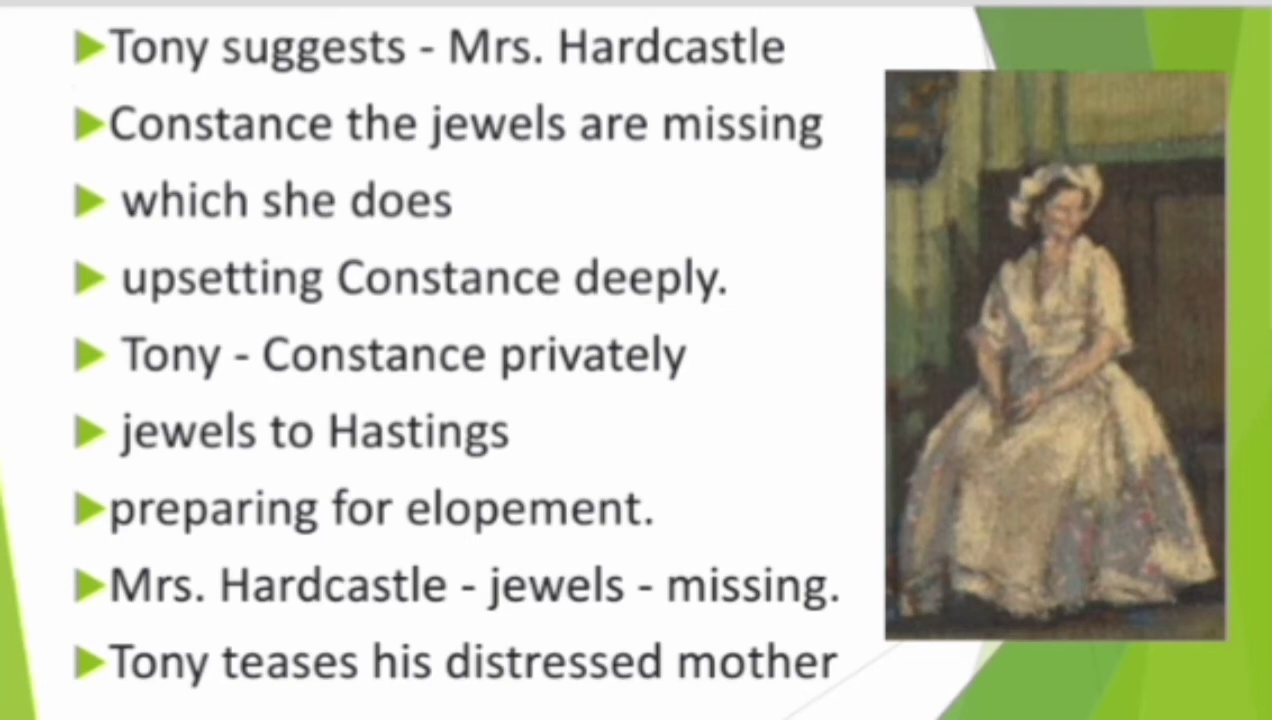 Tony suggests - Mrs. Hardcastle
Constance the jewels are missing
which she does
upsetting Constance deeply.
Tony - Constance privately
jewels to Hastings
preparing for elopement.
Mrs. Hardcastle - jewels - missing.
Tony teases his distressed mother